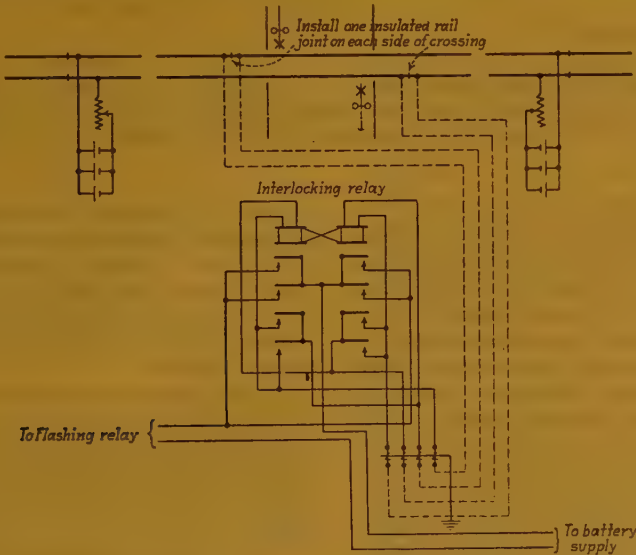 Install one insulated rail
joint on each side of crossing
Interlocking relay
To Flashing relay
To battery
supply